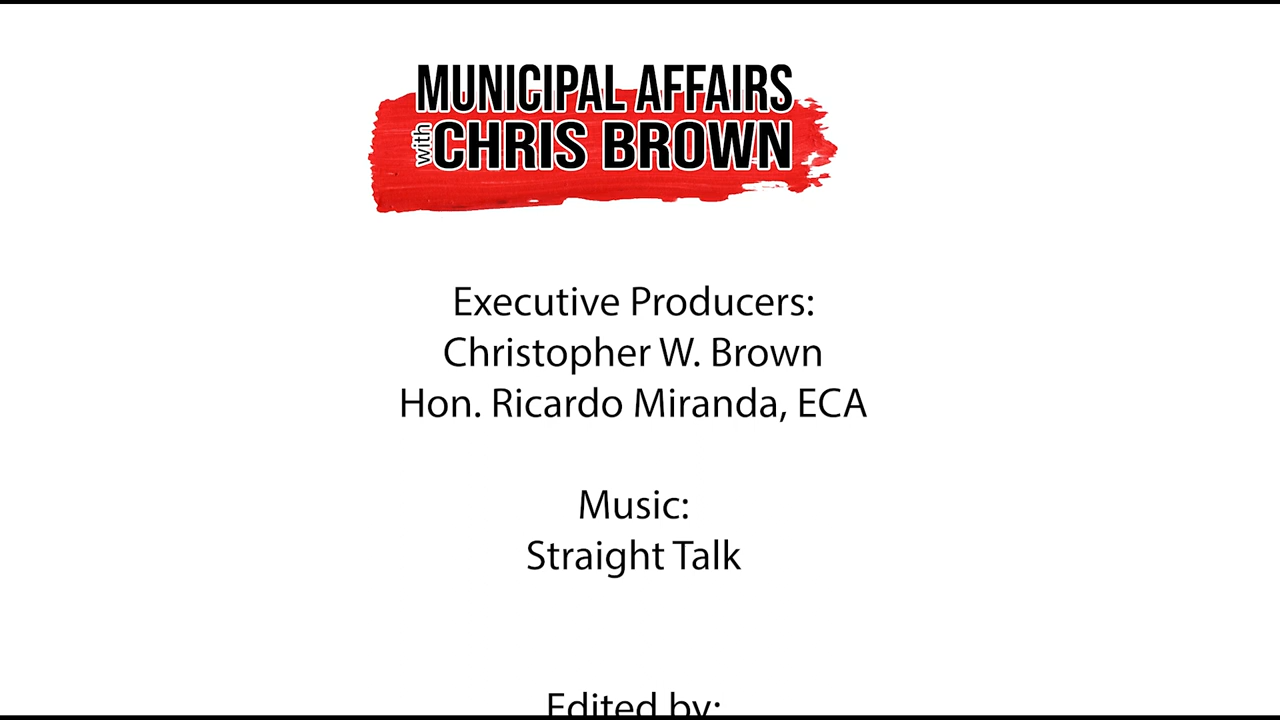 MUNICIPAL AFFAIRS
with CHRIS BROWN
Executive Producers:
Christopher W. Brown
Hon. Ricardo Miranda, ECA
Music:
Straight Talk
Edited by: